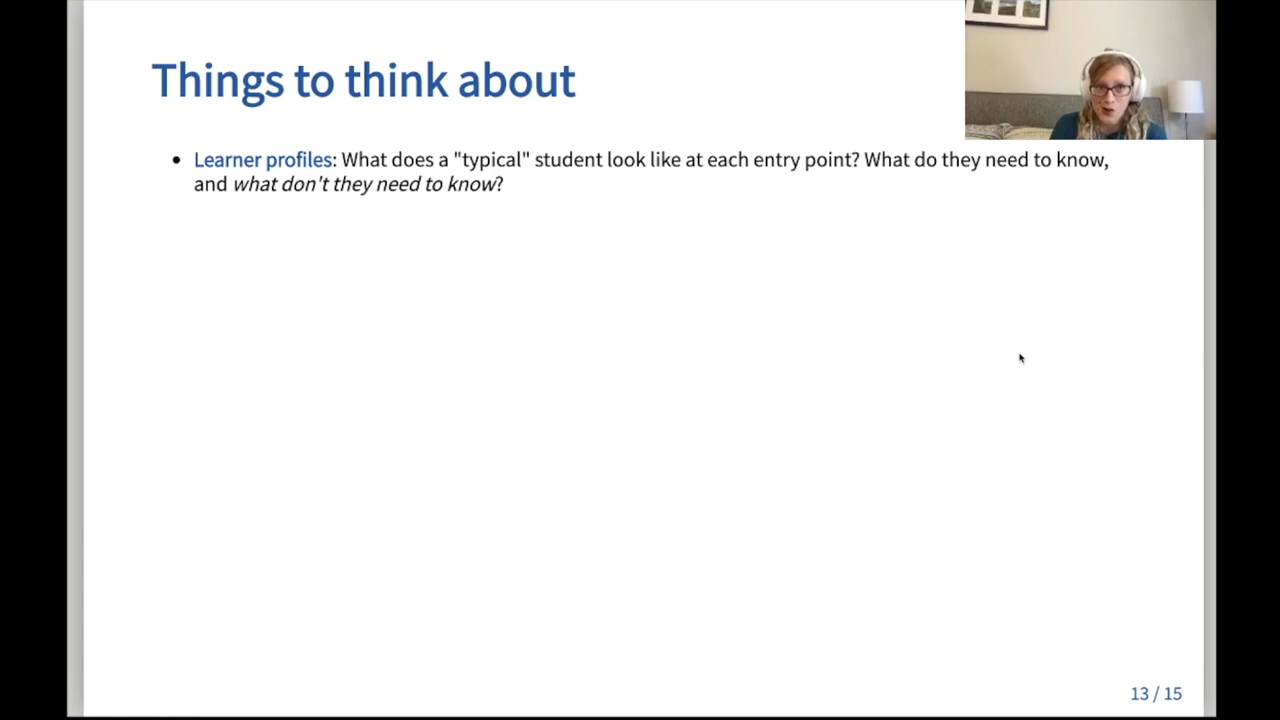 Things to think about
• Learner profiles: What does a "typical" student look like at each entry point? What do they need to know,
and what don't they need to know?
13 / 15